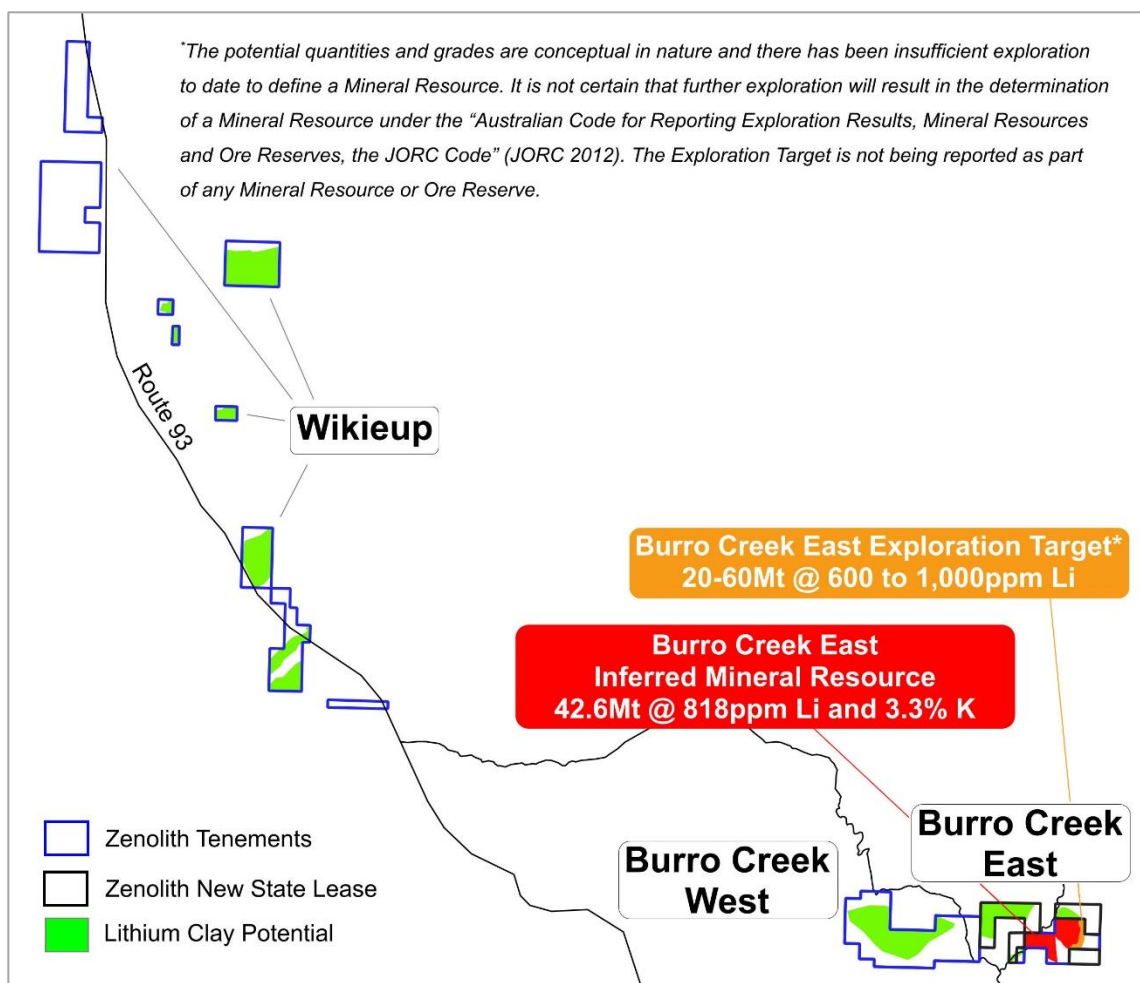 *The potential quantities and grades are conceptual in nature and there has been insufficient exploration
to date to define a Mineral Resource. It is not certain that further exploration will result in the determination
of a Mineral Resource under the “Australian Code for Reporting Exploration Results, Mineral Resources
and Ore Reserves, the JORC Code” (JORC 2012). The Exploration Target is not being reported as part
of any Mineral Resource or Ore Reserve.
Route 93
Wikieup
Burro Creek East Exploration Target*
20-60Mt @ 600 to 1,000ppm Li
Burro Creek East
Inferred Mineral Resource
42.6Mt @ 818ppm Li and 3.3% K
Burro Creek
East
Burro Creek
West
Zenolith Tenements
Zenolith New State Lease
Lithium Clay Potential